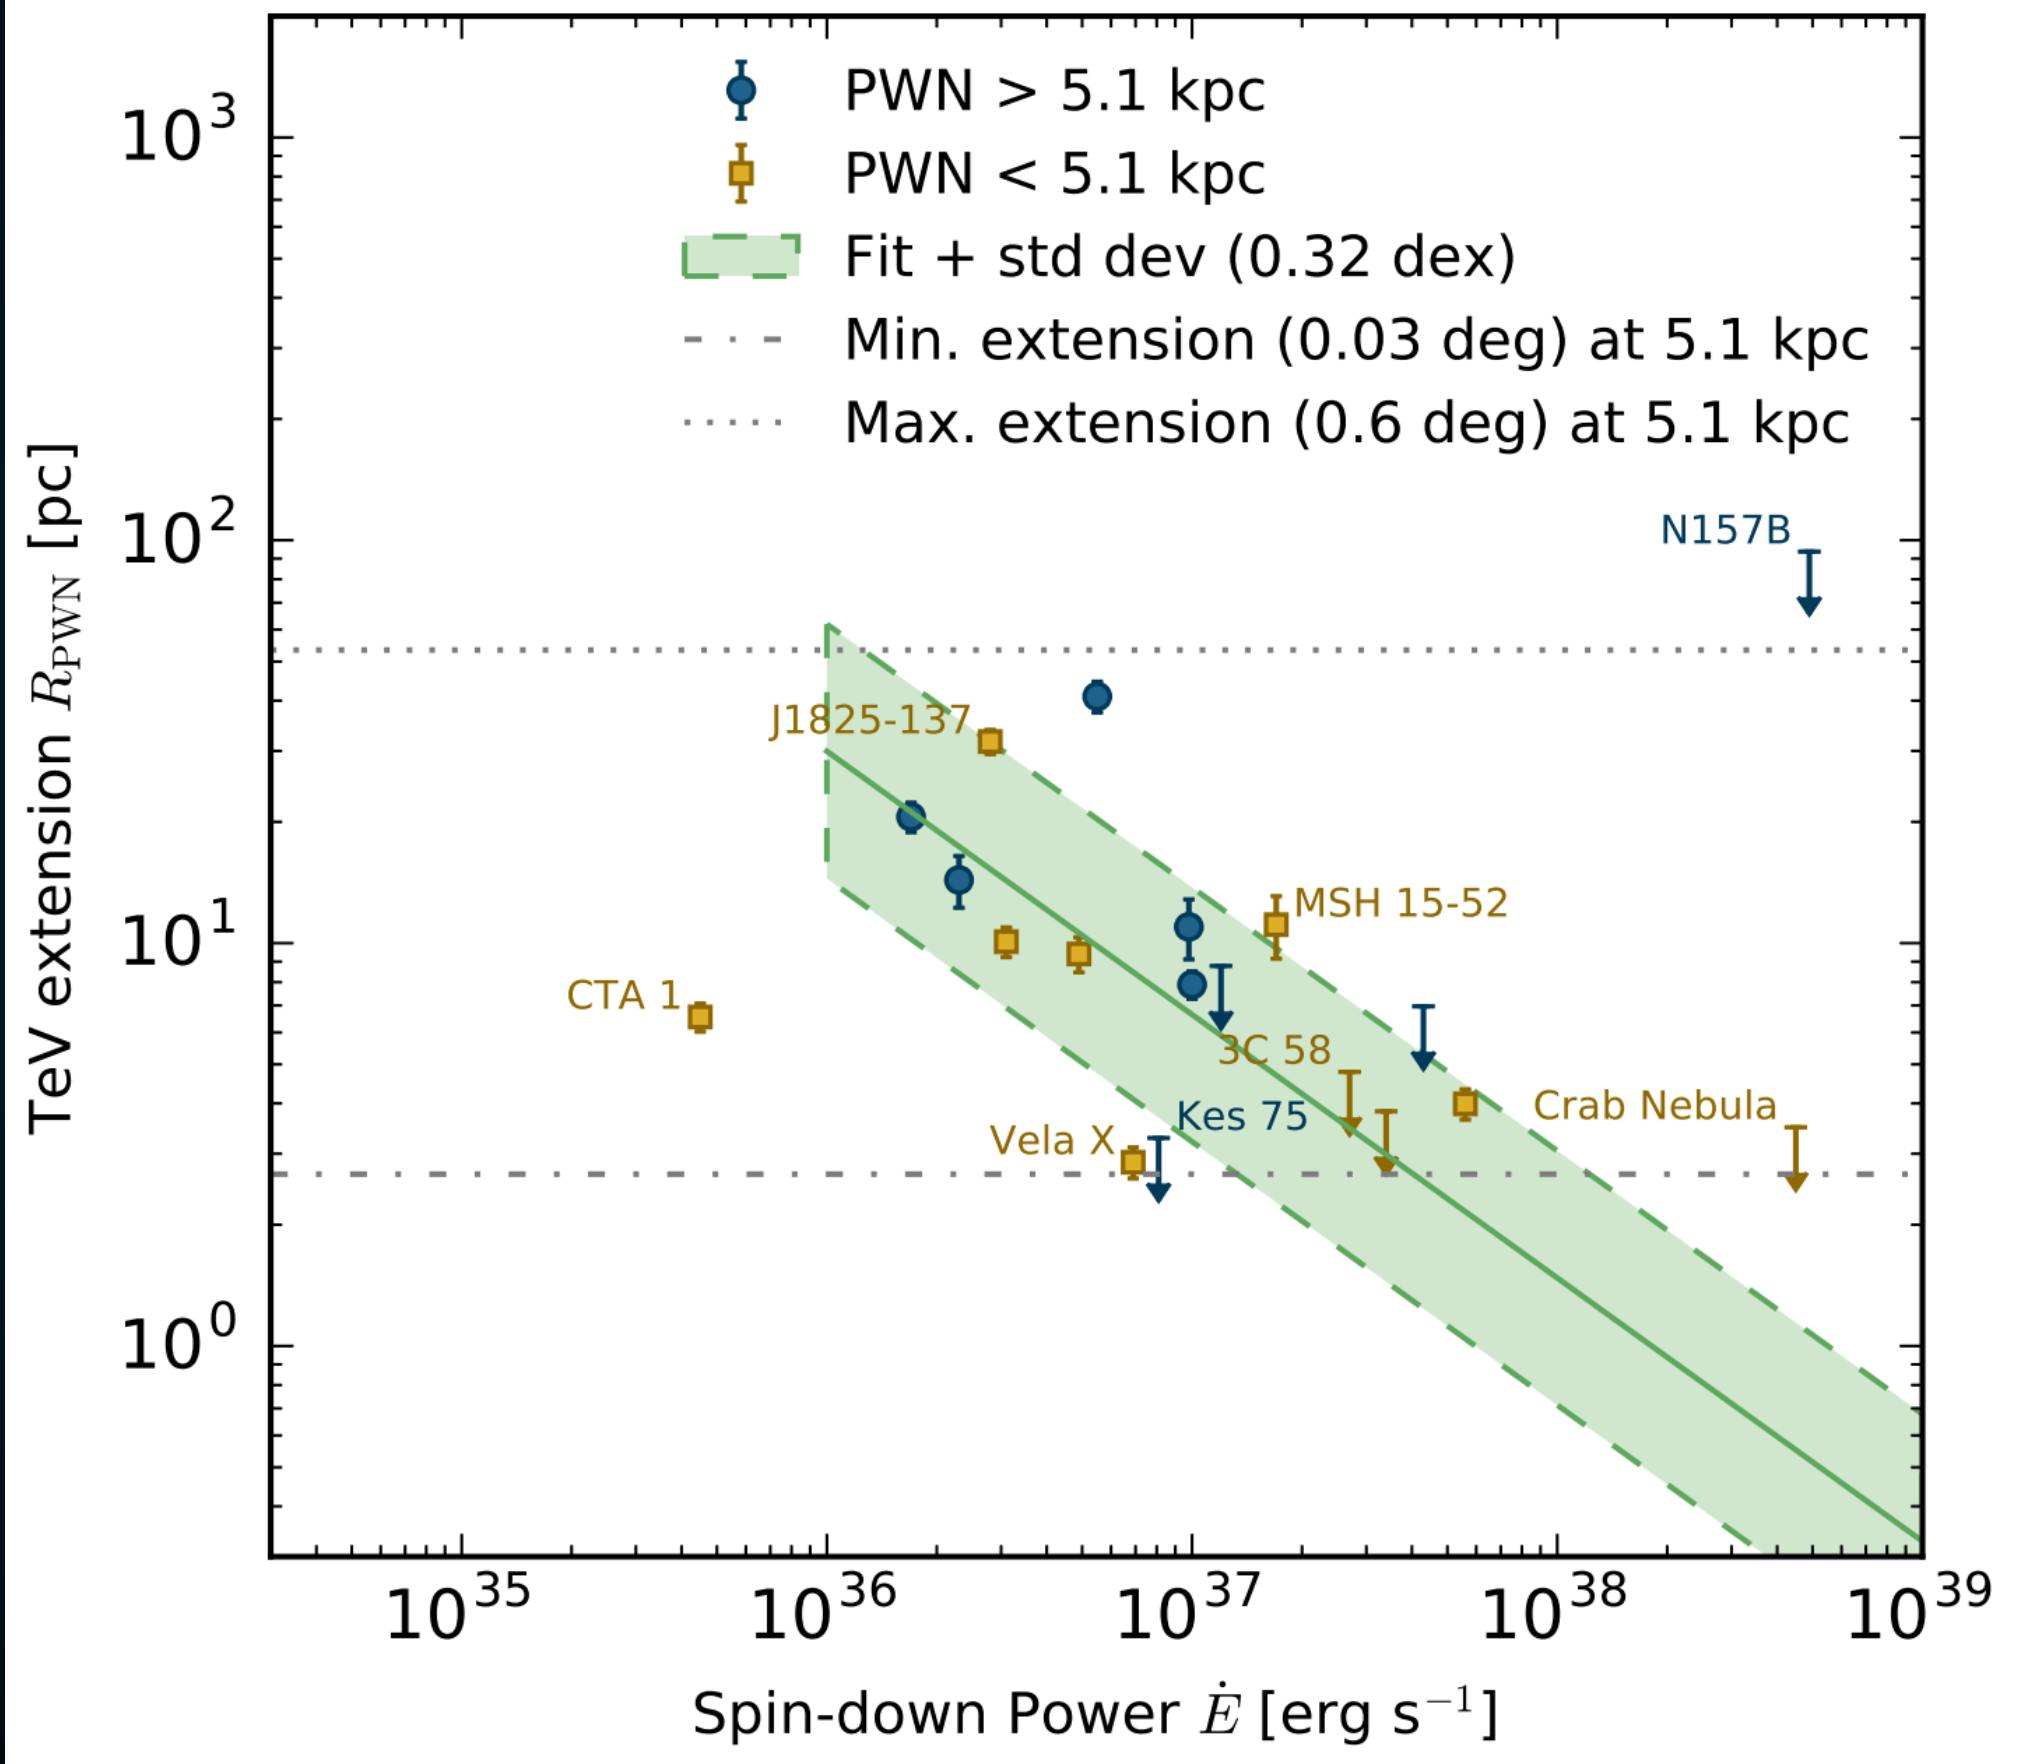 PWN > 5.1 kpc
PWN < 5.1 kpc
Fit + std dev (0.32 dex)
Min. extension (0.03 deg) at 5.1 kpc
Max. extension (0.6 deg) at 5.1 kpc
10³
10²
10¹
10⁰
TeV extension R_PWN [pc]
N157B
J1825-137
MSH 15-52
CTA 1
3C 58
Kes 75
Crab Nebula
Vela X
10³⁵ 10³⁶ 10³⁷ 10³⁸ 10³⁹
Spin-down Power Ė [erg s⁻¹]